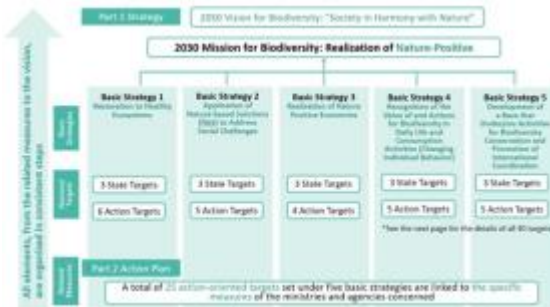 Part 1 Strategy
2050 Vision for Biodiversity: "Society in Harmony with Nature"
2030 Mission for Biodiversity: Realization of Nature-Positive
All elements, from the related measures to the vision,
are organized in consistent steps
Basic Strategy 1
Restoration to Healthy
Ecosystems
Basic Strategy 2
Application of
Nature-based Solutions
to Address
Social Challenges
Basic Strategy 3
Realization of Nature
Positive Economies
Basic Strategy 4
Recognition of the
Value of and Actions for
Biodiversity in
Daily Life and
Consumption
Activities (Changing
Individual Behavior)
Basic Strategy 5
Development of
a Base that
Activities for
Biodiversity
Conservation and
Promotion of
International
Coordination
3 State Targets
3 State Targets
3 State Targets
3 State Targets
3 State Targets
6 Action Targets
5 Action Targets
4 Action Targets
5 Action Targets
5 Action Targets
*See the next page for the details of all targets
Part 2 Action Plan
A total of 25 action-oriented targets set under five basic strategies are linked to the specific
measures of the ministries and agencies concerned